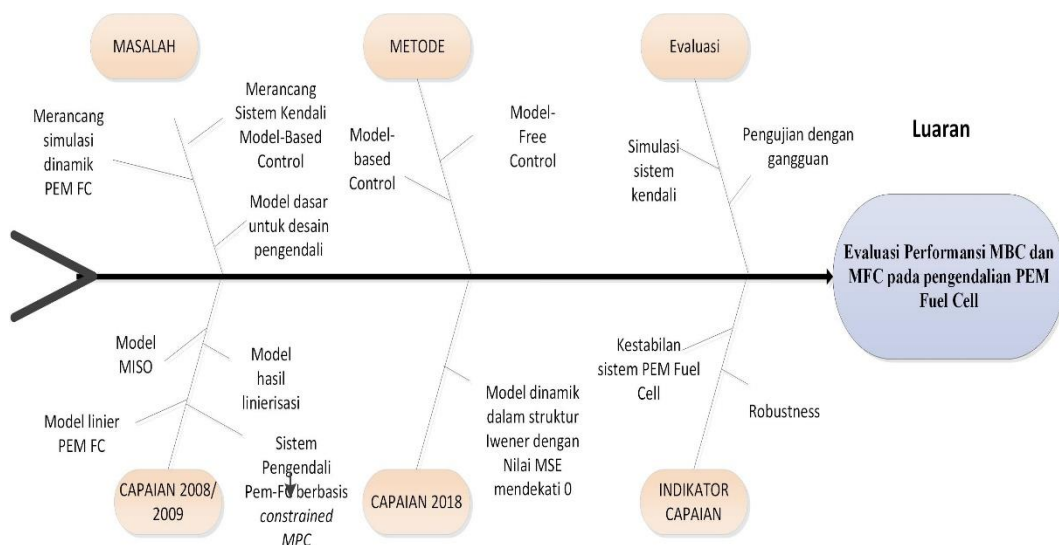 MASALAH
METODE
Evaluasi
Merancang
simulasi
dinamik
PEM FC
Merancang
Sistem Kendali
Model-Based
Control
Model dasar
untuk desain
pengendali
Model-
based
Control
Model-
Free
Control
Simulasi
sistem
kendali
Pengujian dengan
gangguan
Luaran
Evaluasi Performansi MBC dan
MFC pada pengendalian PEM
Fuel Cell
Model
MISO
Model
hasil
linierisasi
Model linier
PEM FC
Sistem
Pengendali
Pem-FC berbasis
constrained
MPC
Model dinamik
dalam struktur
Iwener dengan
Nilai MSE
mendekati 0
Kestabilan
sistem PEM Fuel
Cell
Robustness
CAPAIAN 2008/
2009
CAPAIAN 2018
INDIKATOR
CAPAIAN